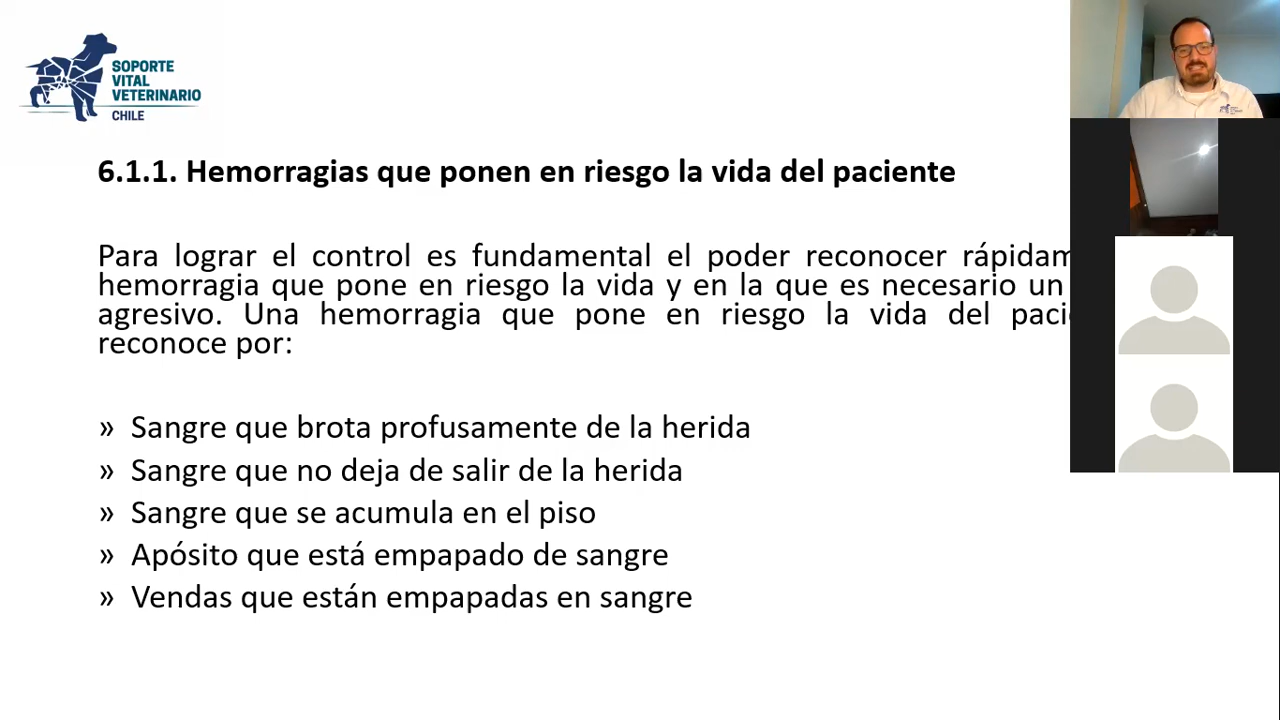 SOPORTE
VITAL
VETERINARIO
CHILE
6.1.1. Hemorragias que ponen en riesgo la vida del paciente
Para lograr el control es fundamental el poder reconocer
hemorragia que pone en riesgo la vida y en la que es necesario un
agresivo. Una hemorragia que pone en riesgo la vida del
reconoce por:
» Sangre que brota profusamente de la herida
» Sangre que no deja de salir de la herida
» Sangre que se acumula en el piso
» Apósito que está empapado de sangre
» Vendas que están empapadas en sangre